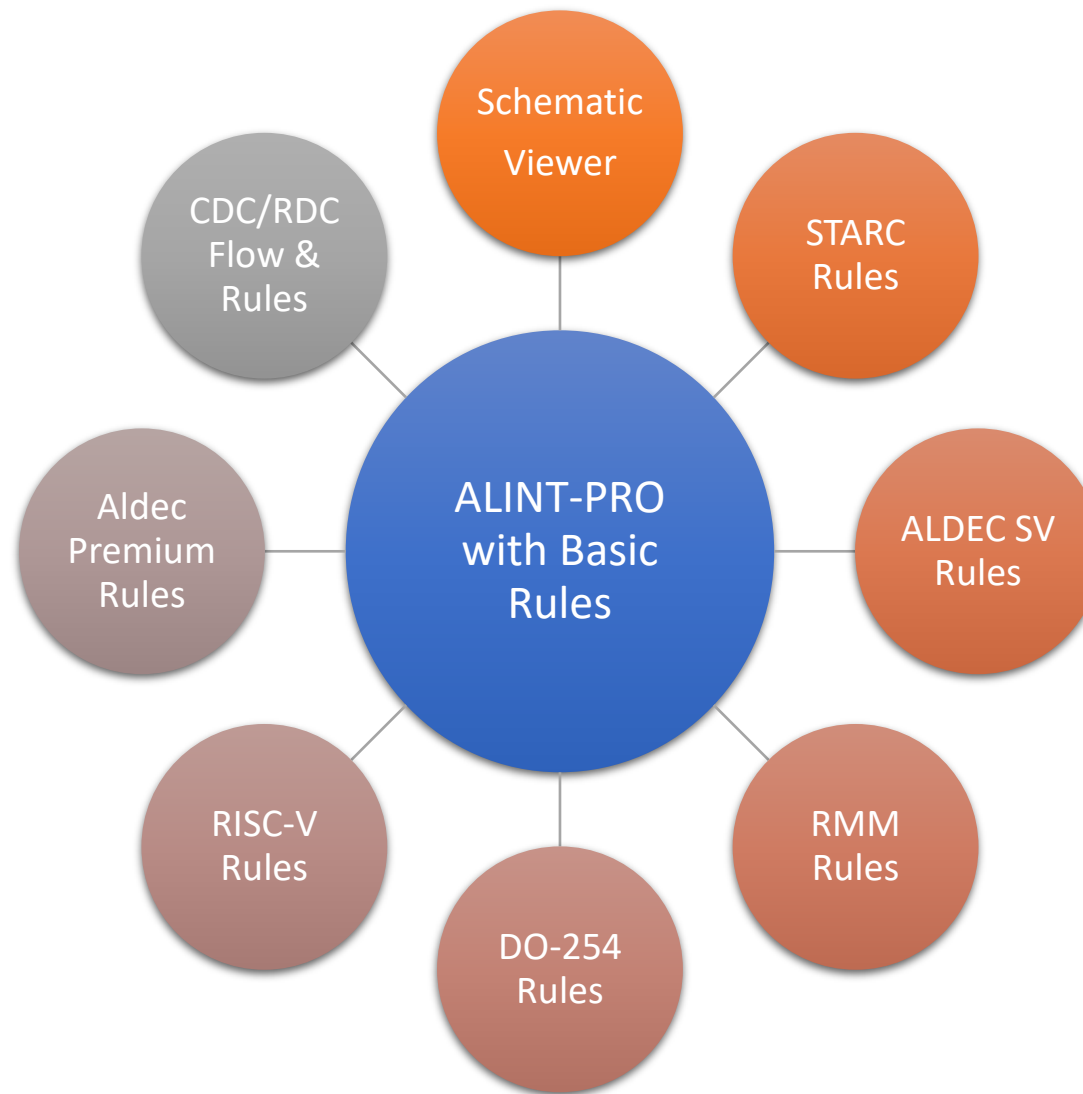 Schematic
Viewer
STARC
Rules
ALDEC SV
Rules
RMM
Rules
DO-254
Rules
RISC-V
Rules
Aldec
Premium
Rules
CDC/RDC
Flow &
Rules
ALINT-PRO
with Basic
Rules